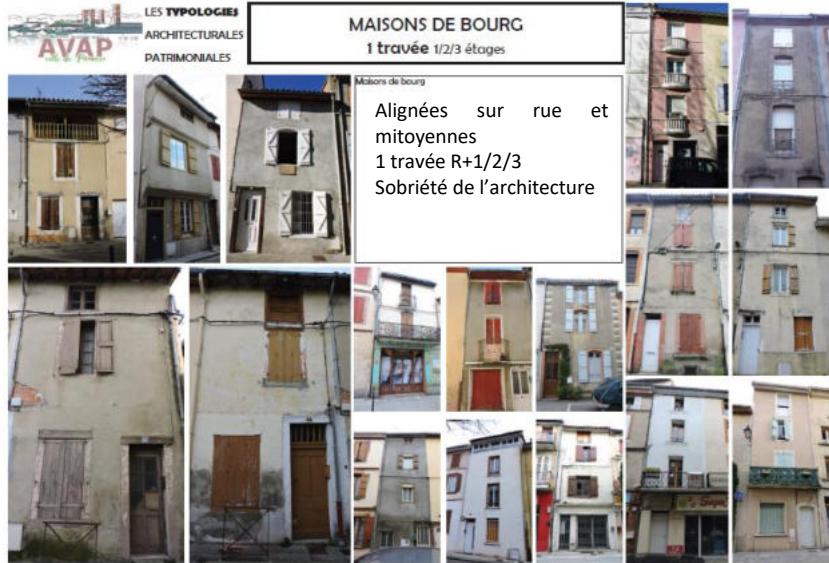 LES TYPOLOGIES
ARCHITECTURALES
PATRIMONIALES
AVAP
MAISONS DE BOURG
1 travée 1/2/3 étages
Maisons de bourg
Alignées sur rue et
mitoyennes
1 travée R+1/2/3
Sobriété de l’architecture